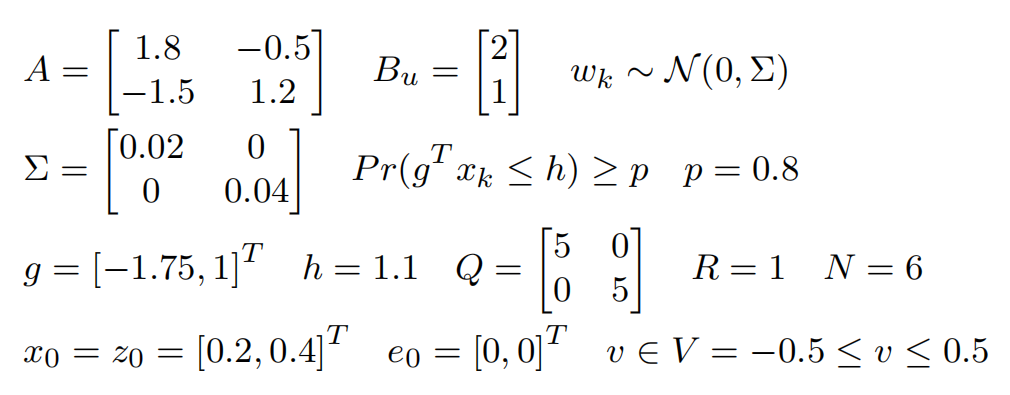 A = [1.8 −0.5; −1.5 1.2] B_u = [2; 1] w_k ∼ N(0, Σ)
Σ = [0.02 0; 0 0.04] Pr(g^T x_k ≤ h) ≥ p p = 0.8
g = [−1.75, 1]^T h = 1.1 Q = [5 0; 0 5] R = 1 N = 6
x_0 = z_0 = [0.2, 0.4]^T e_0 = [0, 0]^T v ∈ V = −0.5 ≤ v ≤ 0.5